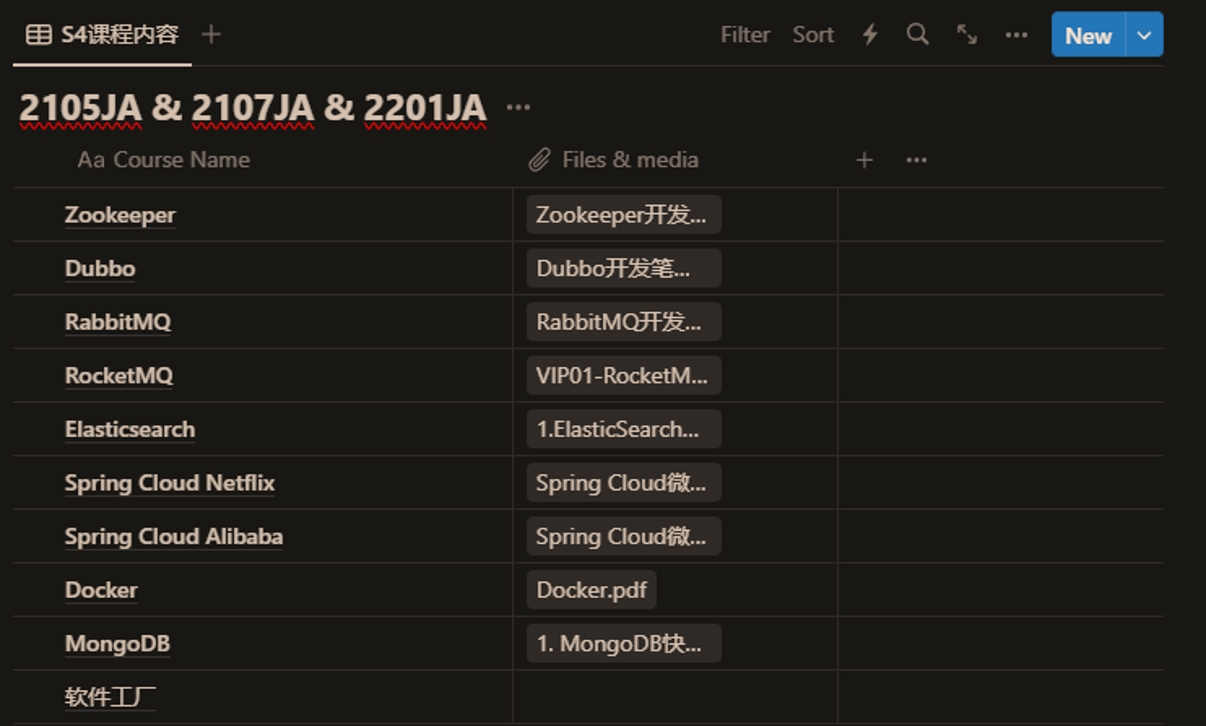 S4课程内容
Filter Sort New
2105JA & 2107JA & 2201JA
Aa Course Name Files & media
Zookeeper Zookeeper开发...
Dubbo Dubbo开发笔...
RabbitMQ RabbitMQ开发...
RocketMQ VIP01-RocketM...
Elasticsearch 1.ElasticSearch...
Spring Cloud Netflix Spring Cloud微...
Spring Cloud Alibaba Spring Cloud微...
Docker Docker.pdf
MongoDB 1. MongoDB快...
软件工厂